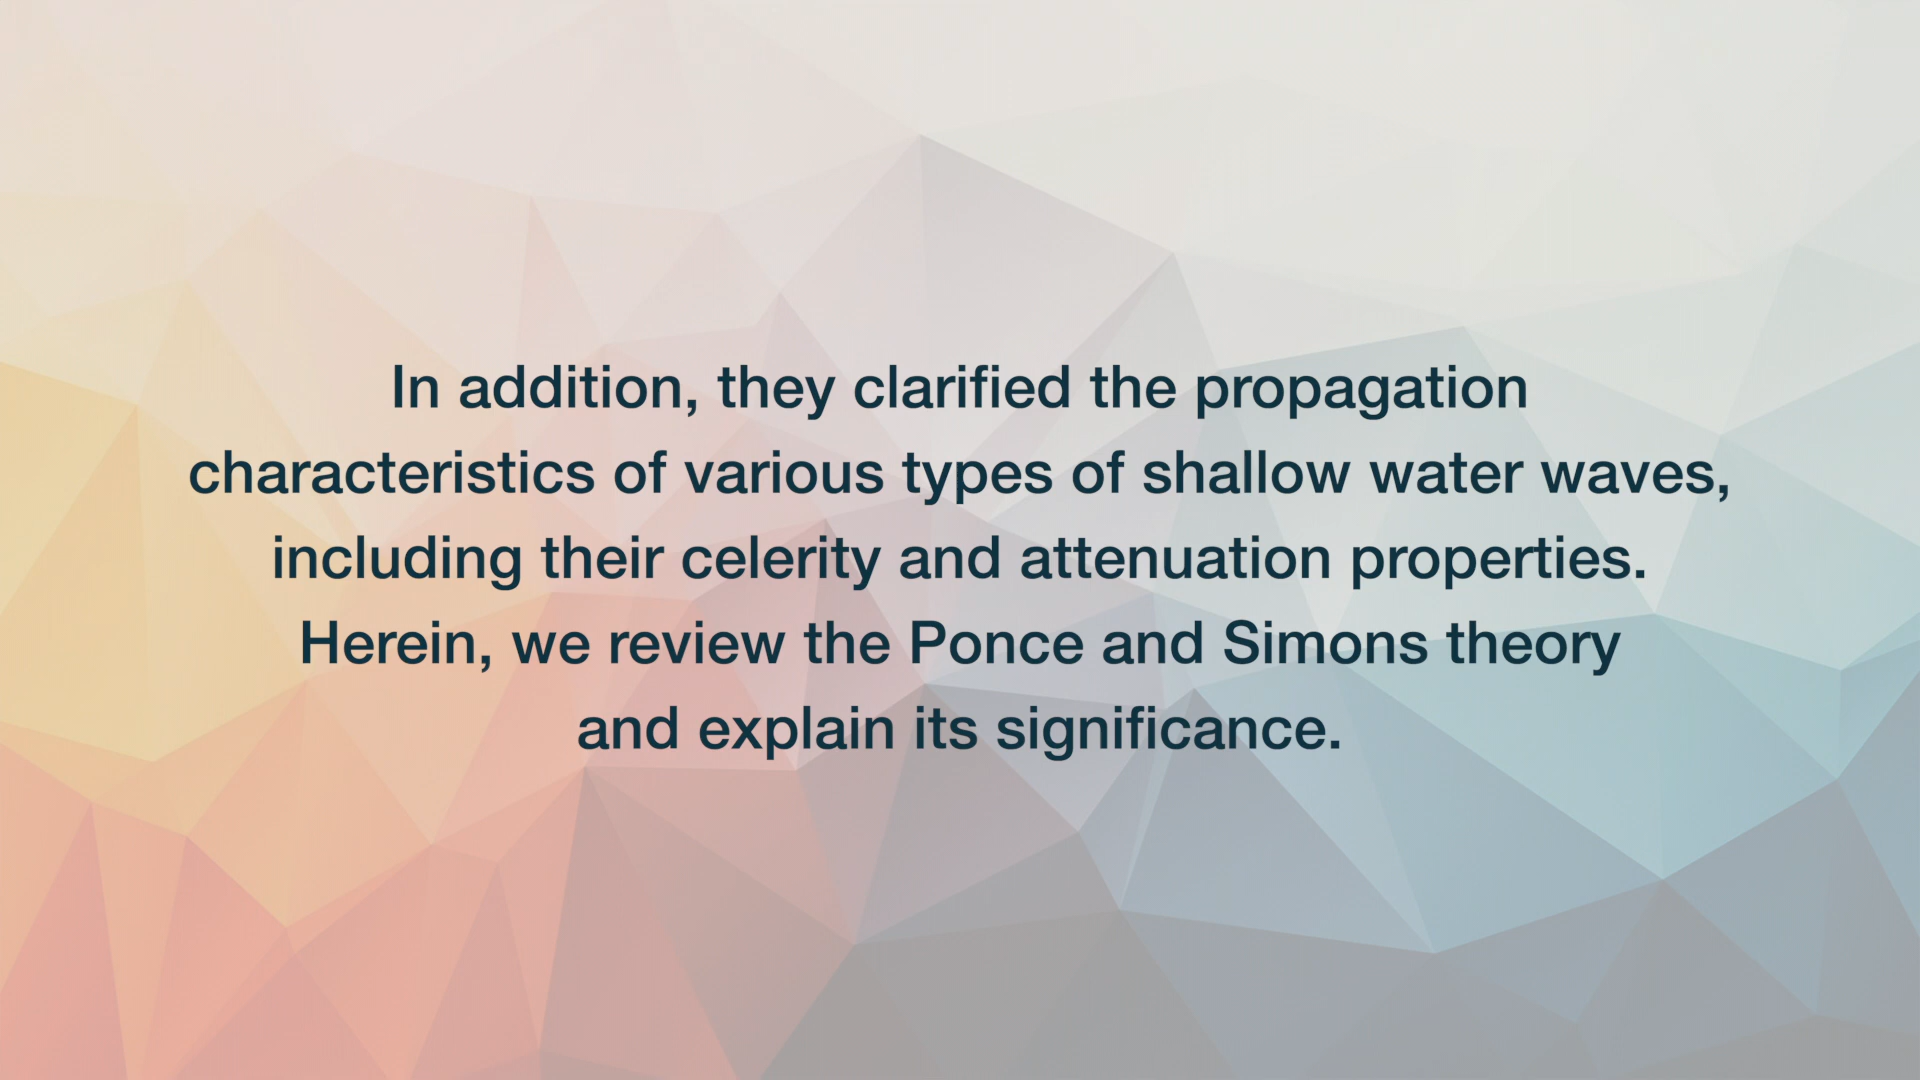 In addition, they clarified the propagation
characteristics of various types of shallow water waves,
including their celerity and attenuation properties.
Herein, we review the Ponce and Simons theory
and explain its significance.